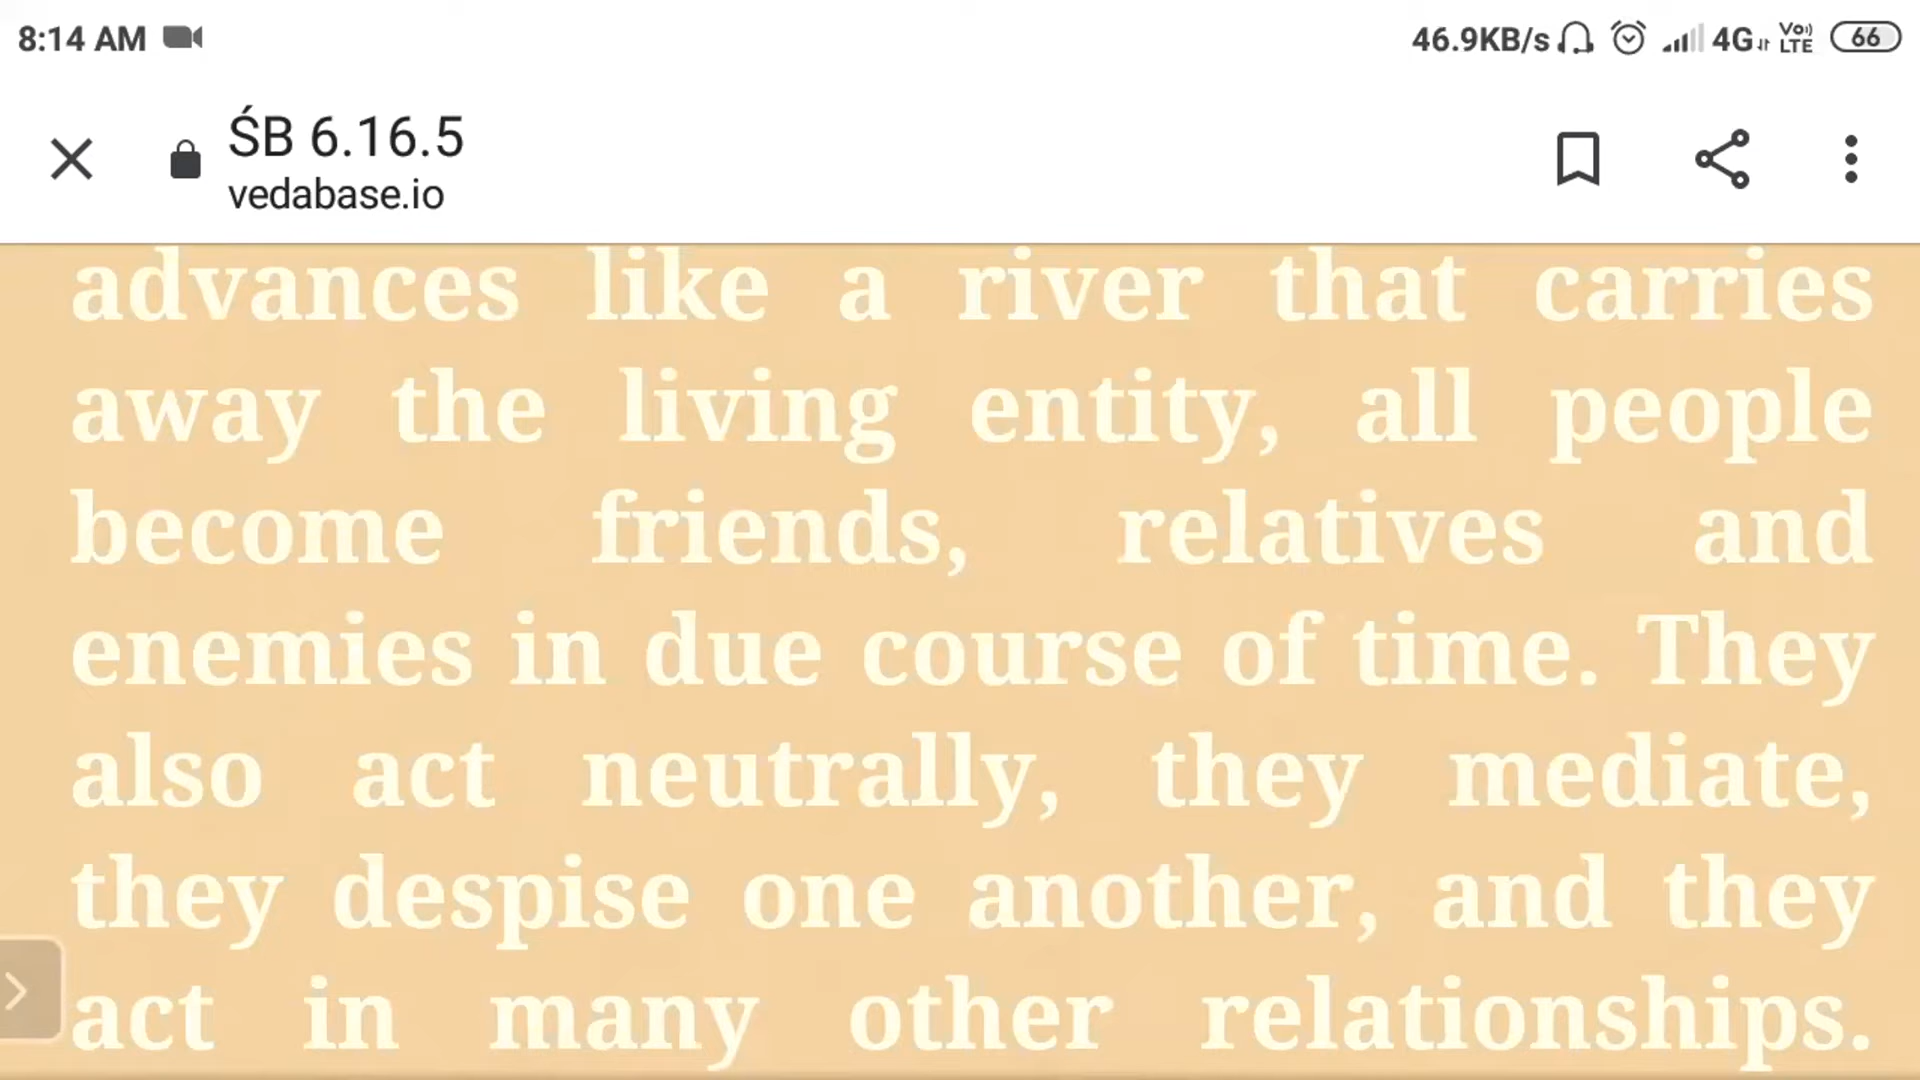 8:14 AM 46.9KB/s 4G Vo) LTE 66
ŚB 6.16.5
vedabase.io
advances like a river that carries
away the living entity, all people
become friends, relatives and
enemies in due course of time. They
also act neutrally, they mediate,
they despise one another, and they
act in many other relationships.